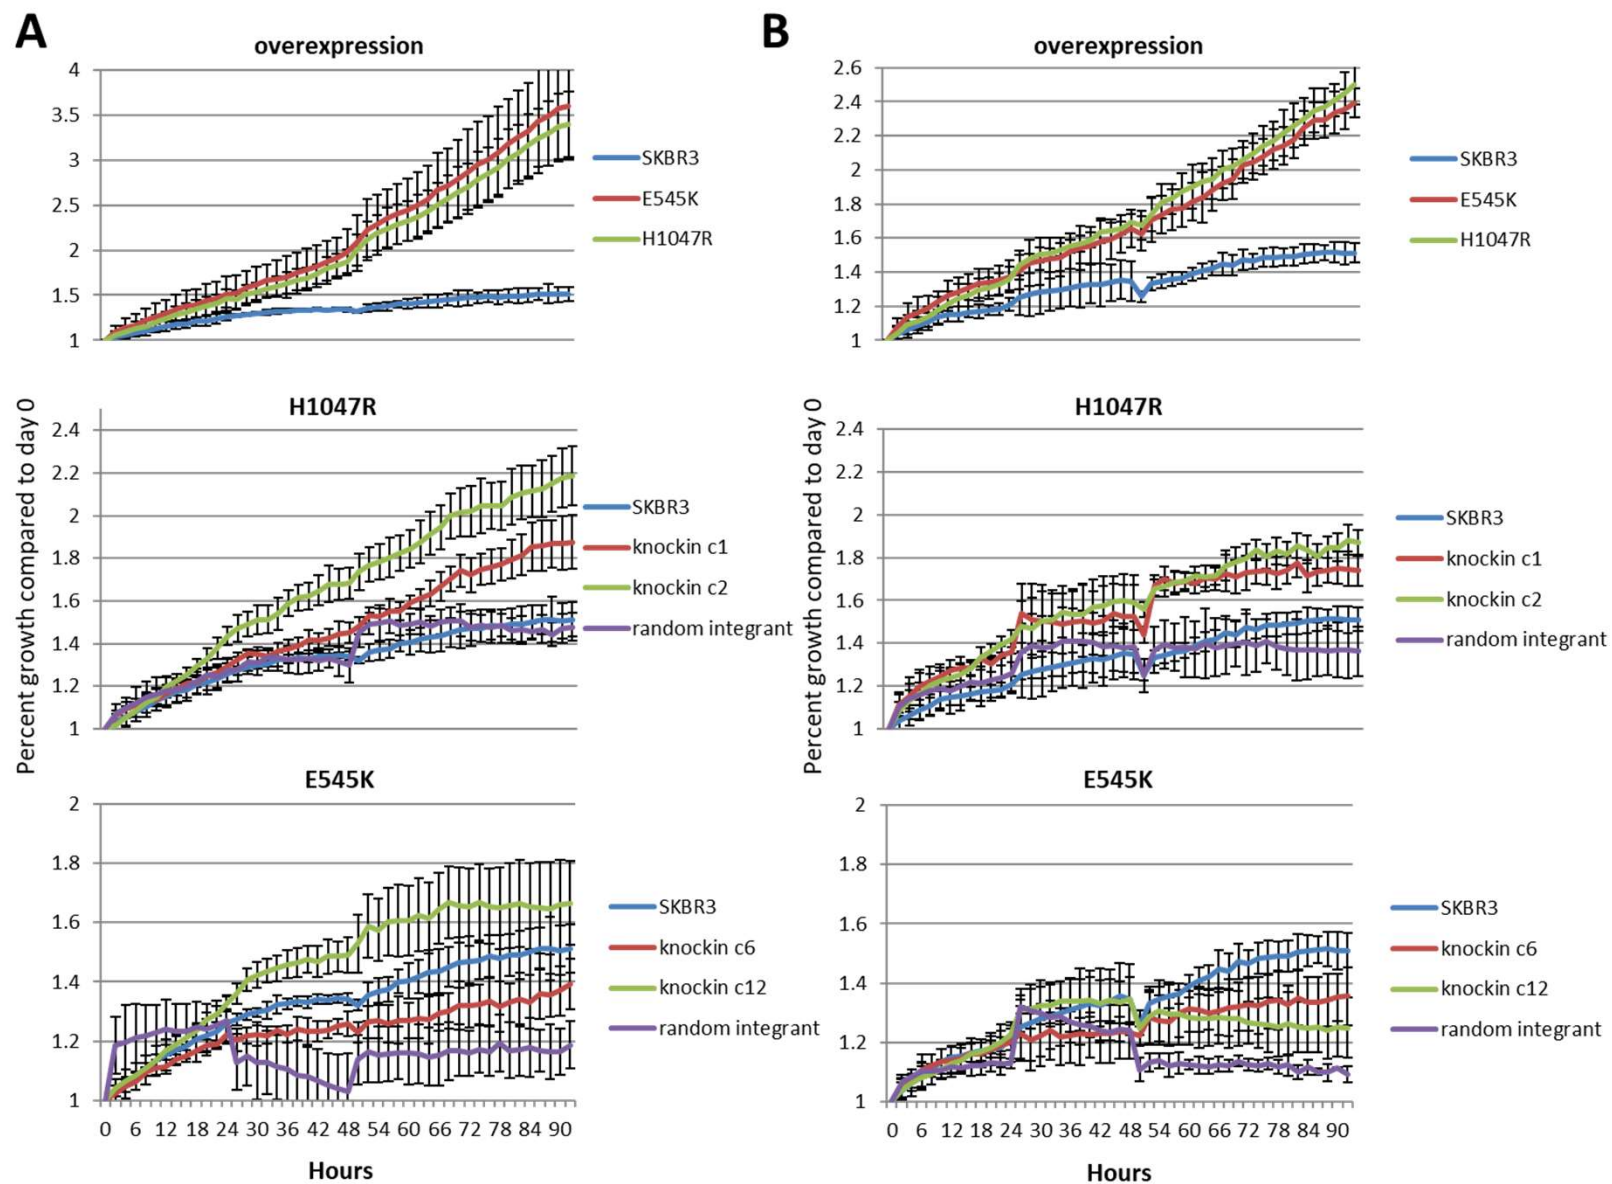 A
overexpression
4
3.5
3
2.5
2
1.5
1
SKBR3
E545K
H1047R
B
overexpression
2.6
2.4
2.2
2
1.8
1.6
1.4
1.2
1
SKBR3
E545K
H1047R
Percent growth compared to day 0
H1047R
2.4
2.2
2
1.8
1.6
1.4
1.2
1
SKBR3
knockin c1
knockin c2
random integrant
Percent growth compared to day 0
H1047R
2.4
2.2
2
1.8
1.6
1.4
1.2
1
SKBR3
knockin c1
knockin c2
random integrant
E545K
2
1.8
1.6
1.4
1.2
1
SKBR3
knockin c6
knockin c12
random integrant
0 6 12 18 24 30 36 42 48 54 60 66 72 78 84 90
Hours
E545K
2
1.8
1.6
1.4
1.2
1
SKBR3
knockin c6
knockin c12
random integrant
0 6 12 18 24 30 36 42 48 54 60 66 72 78 84 90
Hours